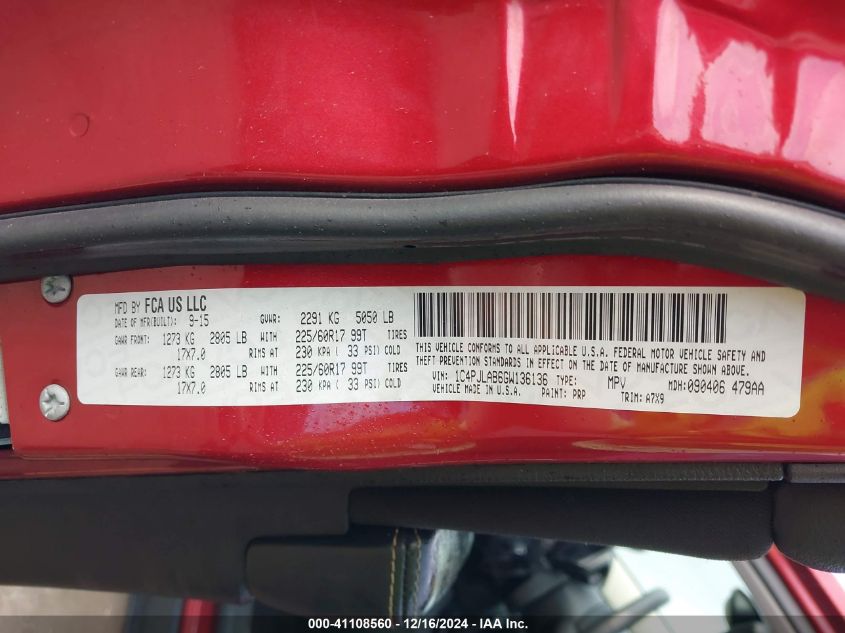 MFD BY FCA US LLC
DATE OF MFR(BUILT): 9-15 GVWR: 2291 KG 5050 LB
GAWR FRONT: 1273 KG 2805 LB WITH 225/60R17 99T TIRES
17X7.0 RIMS AT 230 KPA ( 33 PSI) COLD
GAWR REAR: 1273 KG 2805 LB WITH 225/60R17 99T TIRES
17X7.0 RIMS AT 230 KPA ( 33 PSI) COLD
THIS VEHICLE CONFORMS TO ALL APPLICABLE U.S.A. FEDERAL MOTOR VEHICLE SAFETY AND
THEFT PREVENTION STANDARDS IN EFFECT ON THE DATE OF MANUFACTURE SHOWN ABOVE.
VIN: 1C4PJLAB6GW136136 TYPE: MPV MDH: 090406 479AA
VEHICLE MADE IN U.S.A. PAINT: PRP TRIM: A7X9
000-41108560 - 12/16/2024 - IAAI.COM